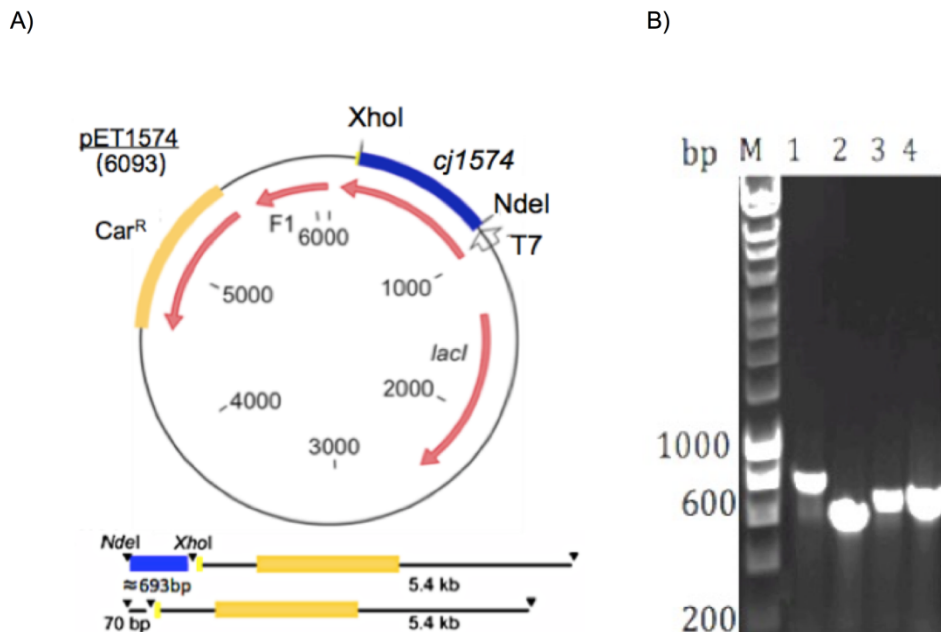 A)
B)
XhoI
pET1574
(6093)
cj1574
NdeI
T7
CarR
F1
6000
5000
1000
lacI
2000
4000
3000
NdeI XhoI
≈693bp 5.4 kb
70 bp 5.4 kb
bp M 1 2 3 4
1000
600
200